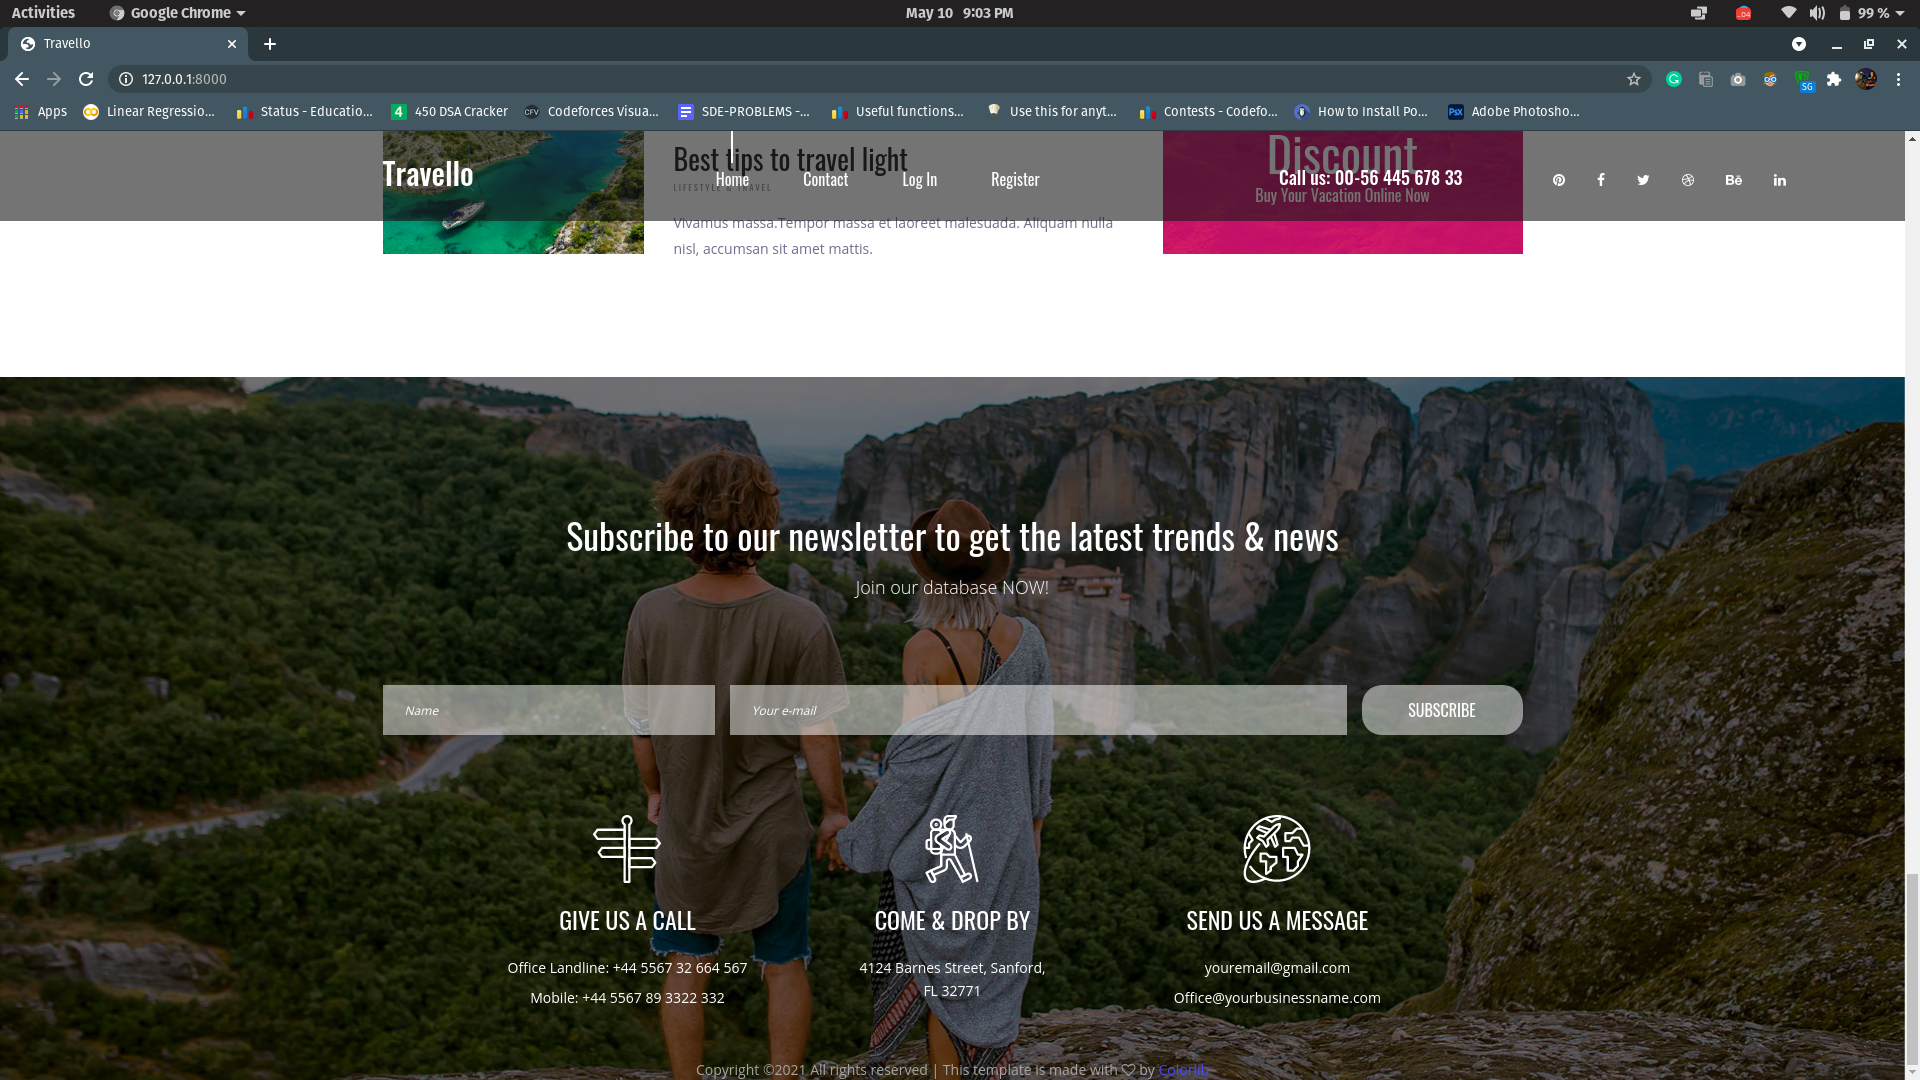 Activities
Google Chrome
May 10 9:03 PM
99 %
Travello
127.0.0.1:8000
Apps
Linear Regressio...
Status - Educatio...
450 DSA Cracker
Codeforces Visua...
SDE-PROBLEMS -...
Useful functions...
Use this for anyt...
Contests - Codefo...
How to Install Po...
Adobe Photosho...
Travello
Home
Contact
Log In
Register
Call us: 00-56 445 678 33
Best tips to travel light
LIFESTYLE & TRAVEL
Vivamus massa.Tempor massa et laoreet malesuada. Aliquam nulla
nisl, accumsan sit amet mattis.
Discount
Buy Your Vacation Online Now
Subscribe to our newsletter to get the latest trends & news
Join our database NOW!
Name
Your e-mail
SUBSCRIBE
GIVE US A CALL
Office Landline: +44 5567 32 664 567
Mobile: +44 5567 89 3322 332
COME & DROP BY
4124 Barnes Street, Sanford,
FL 32771
SEND US A MESSAGE
youremail@gmail.com
Office@yourbusinessname.com
Copyright ©2021 All rights reserved | This template is made with ♡ by Colorlib